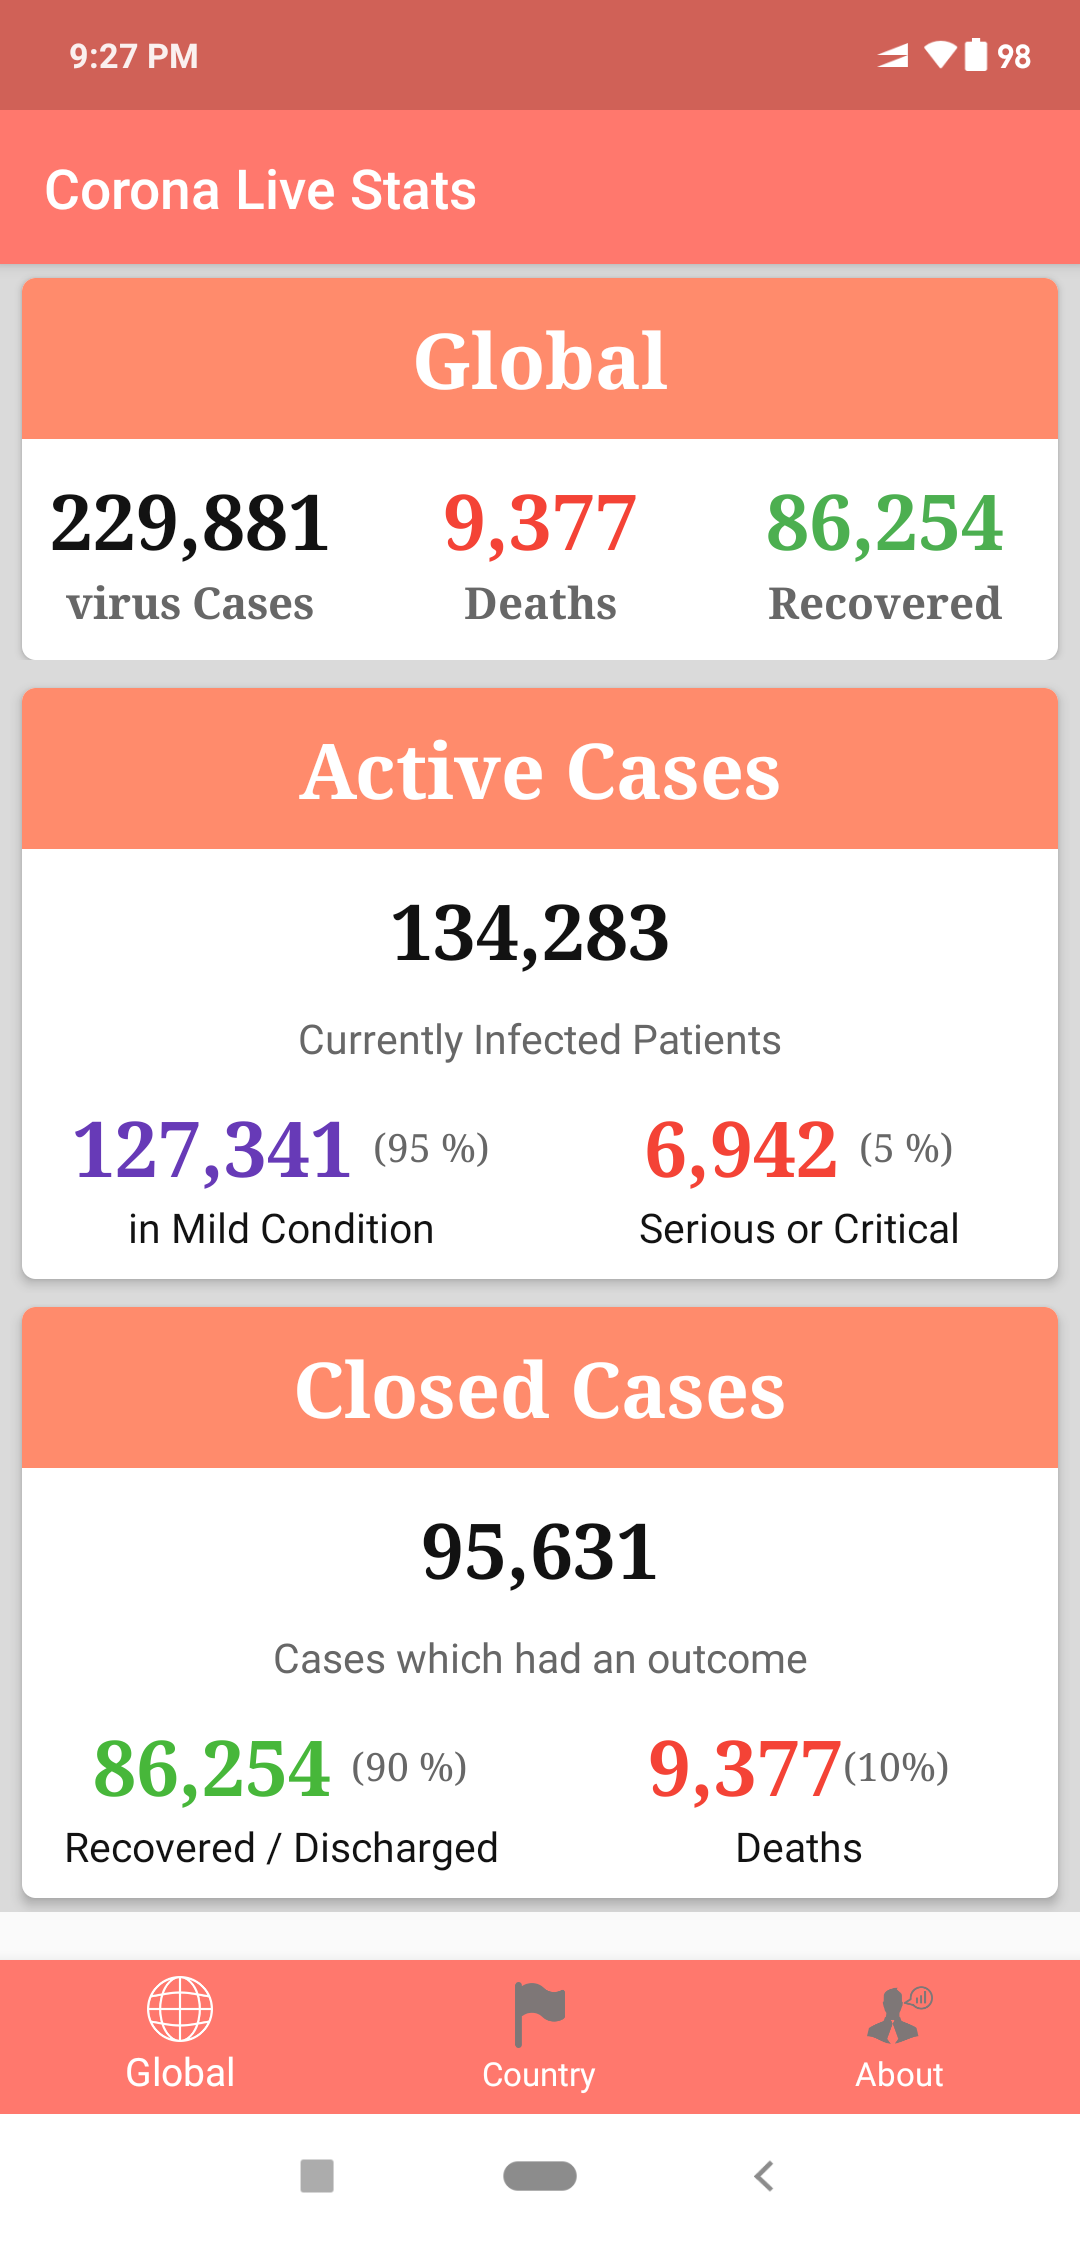 9:27 PM 98
Corona Live Stats
Global
229,881 9,377 86,254
virus Cases Deaths Recovered
Active Cases
134,283
Currently Infected Patients
127,341 (95 %) 6,942 (5 %)
in Mild Condition Serious or Critical
Closed Cases
95,631
Cases which had an outcome
86,254 (90 %) 9,377(10%)
Recovered / Discharged Deaths
Global Country About